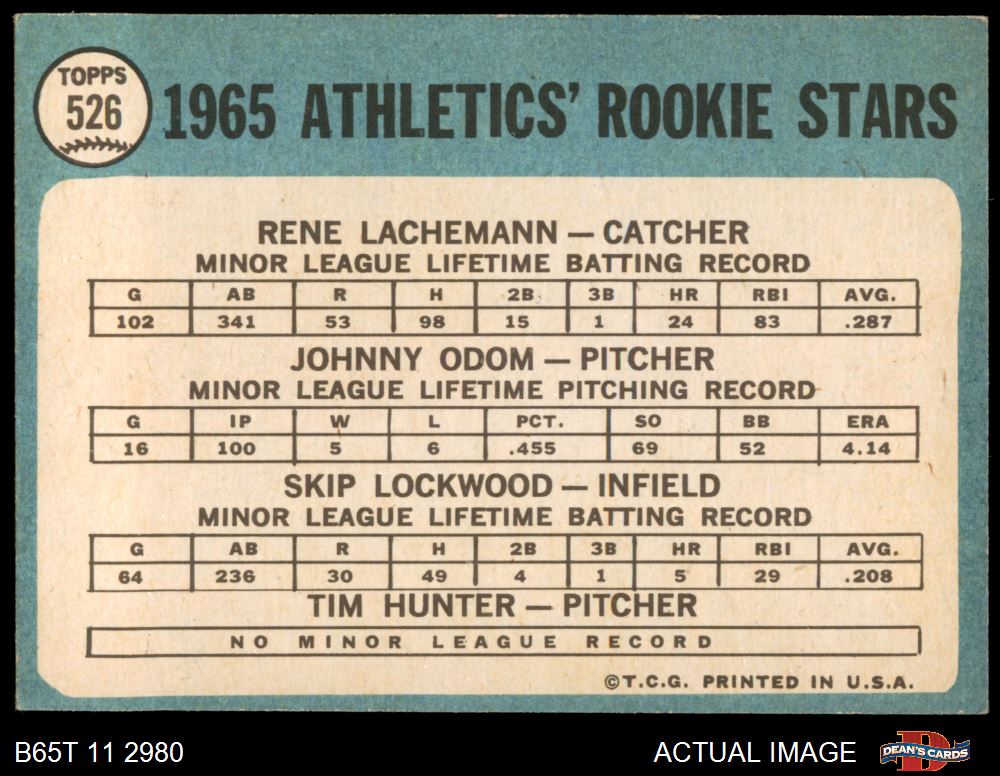 TOPPS
526
1965 ATHLETICS' ROOKIE STARS
RENE LACHEMANN — CATCHER
MINOR LEAGUE LIFETIME BATTING RECORD
G AB R H 2B 3B HR RBI AVG.
102 341 53 98 15 1 24 83 .287
JOHNNY ODOM — PITCHER
MINOR LEAGUE LIFETIME PITCHING RECORD
G IP W L PCT. SO BB ERA
16 100 5 6 .455 69 52 4.14
SKIP LOCKWOOD — INFIELD
MINOR LEAGUE LIFETIME BATTING RECORD
G AB R H 2B 3B HR RBI AVG.
64 236 30 49 4 1 5 29 .208
TIM HUNTER — PITCHER
NO MINOR LEAGUE RECORD
©T.C.G. PRINTED IN U.S.A.
B65T 11 2980 ACTUAL IMAGE DEAN'S CARDS